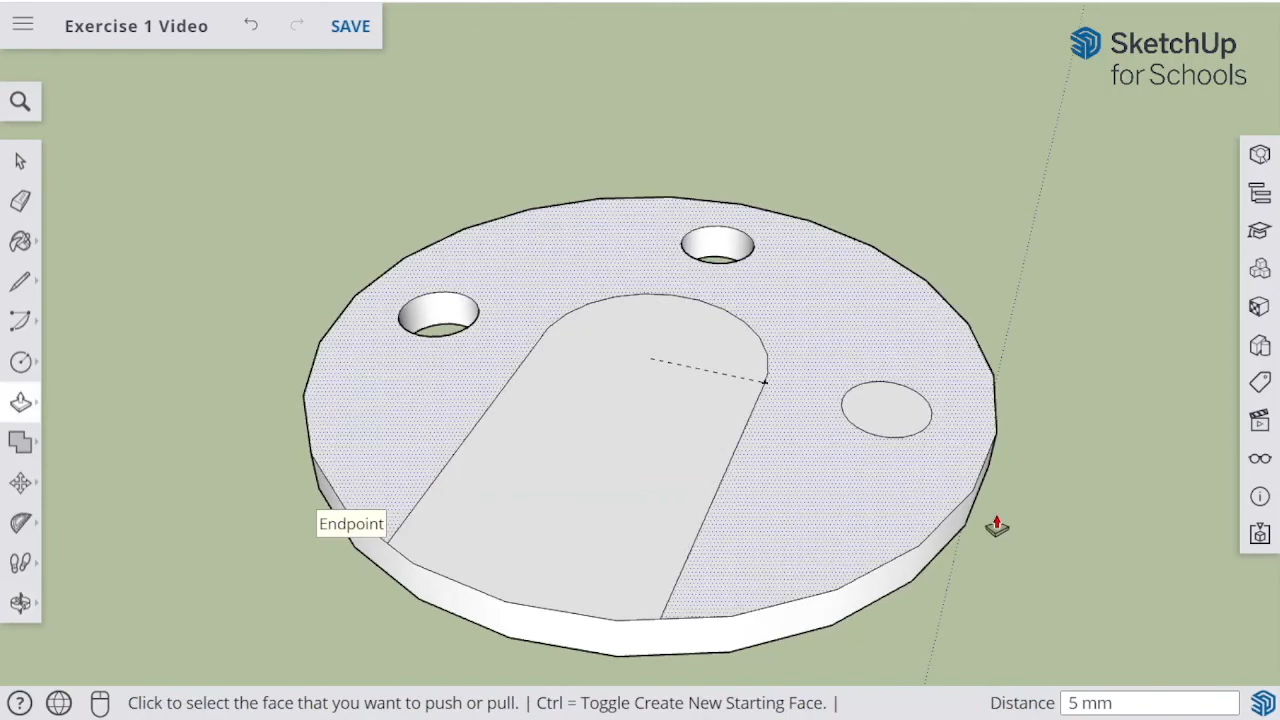 Exercise 1 Video
SAVE
SketchUp
for Schools
Endpoint
Click to select the face that you want to push or pull. | Ctrl = Toggle Create New Starting Face. |
Distance
5 mm